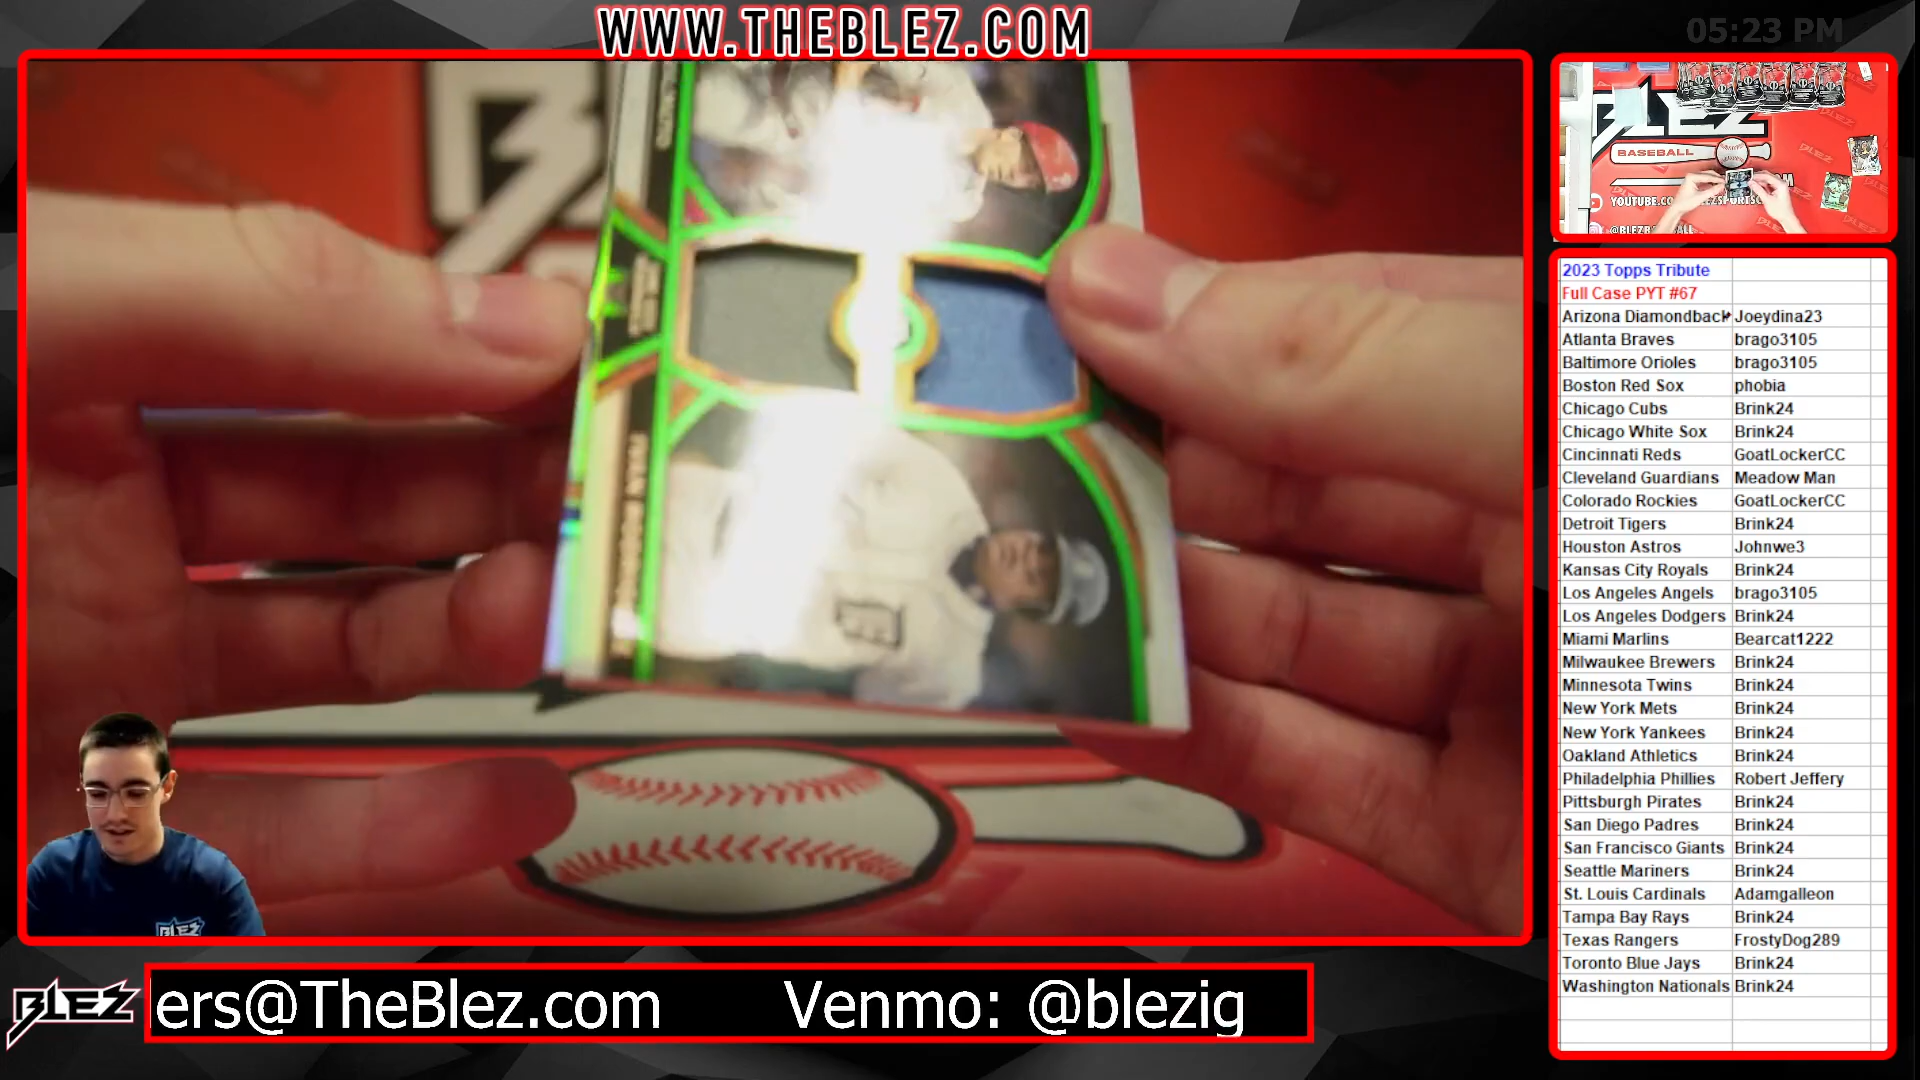 WWW.THEBLEZ.COM
05:23 PM
BLEZ
BASEBALL
YOUTUBE.CO
@BLEZBASEBALL
2023 Topps Tribute
Full Case PYT #67
Arizona Diamondback Joeydina23
Atlanta Braves brago3105
Baltimore Orioles brago3105
Boston Red Sox phobia
Chicago Cubs Brink24
Chicago White Sox Brink24
Cincinnati Reds GoatLockerCC
Cleveland Guardians Meadow Man
Colorado Rockies GoatLockerCC
Detroit Tigers Brink24
Houston Astros Johnwe3
Kansas City Royals Brink24
Los Angeles Angels brago3105
Los Angeles Dodgers Brink24
Miami Marlins Bearcat1222
Milwaukee Brewers Brink24
Minnesota Twins Brink24
New York Mets Brink24
New York Yankees Brink24
Oakland Athletics Brink24
Philadelphia Phillies Robert Jeffery
Pittsburgh Pirates Brink24
San Diego Padres Brink24
San Francisco Giants Brink24
Seattle Mariners Brink24
St. Louis Cardinals Adamgalleon
Tampa Bay Rays Brink24
Texas Rangers FrostyDog289
Toronto Blue Jays Brink24
Washington Nationals Brink24
BLEZ
BLEZ
ers@TheBlez.com Venmo: @blezig